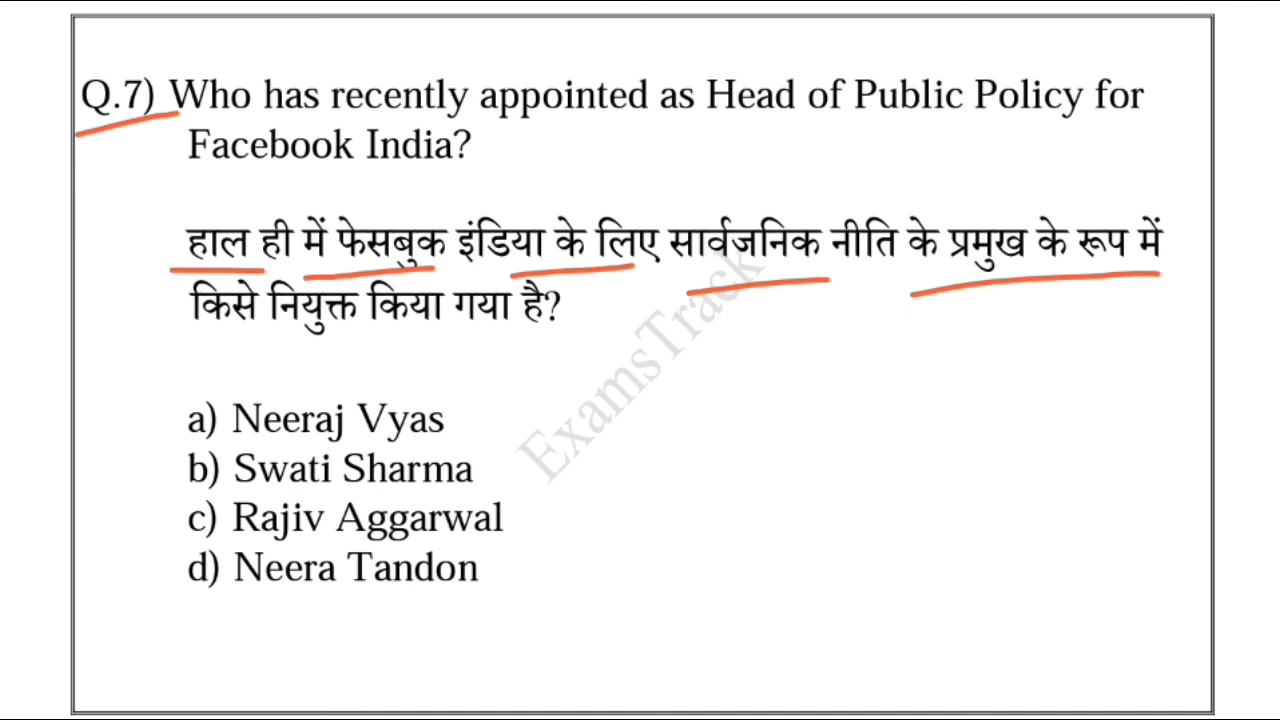 Q.7) Who has recently appointed as Head of Public Policy for
Facebook India?
हाल ही में फेसबुक इंडिया के लिए सार्वजनिक नीति के प्रमुख के रूप में
किसे नियुक्त किया गया है?
ExamsTrack
a) Neeraj Vyas
b) Swati Sharma
c) Rajiv Aggarwal
d) Neera Tandon